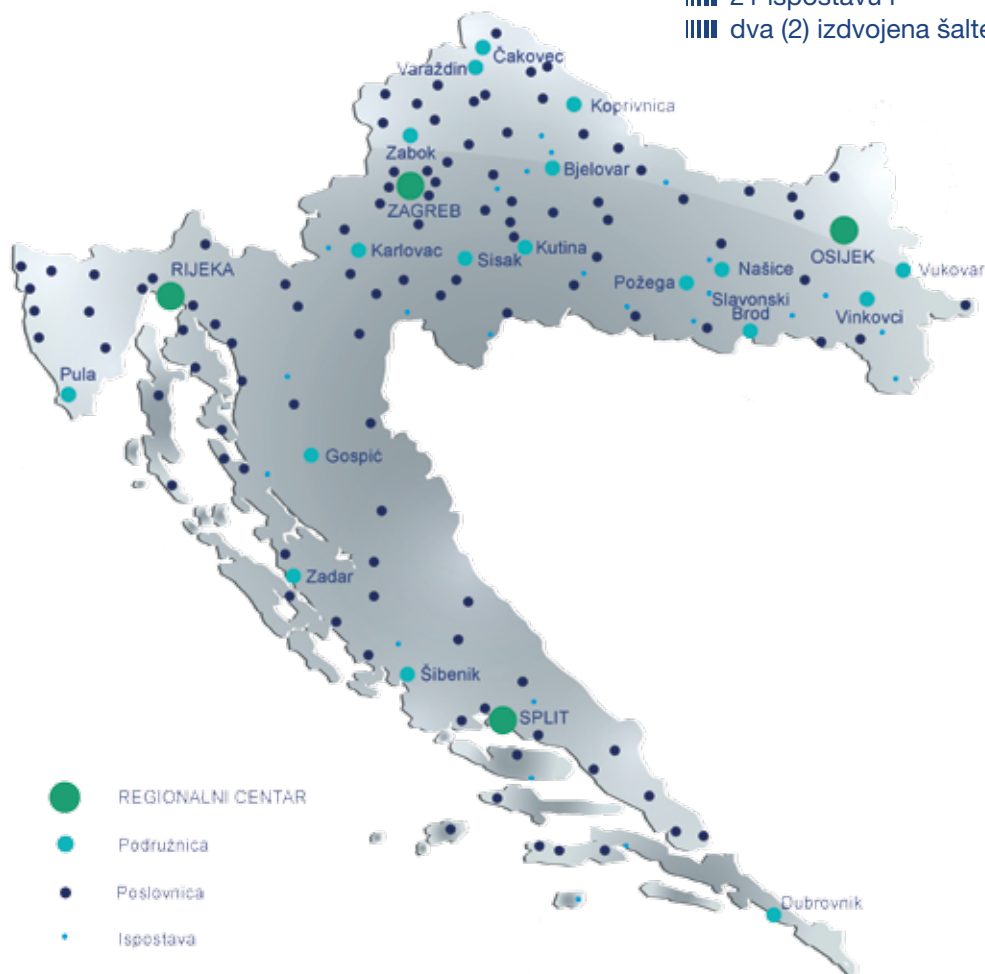 dva (2) izdvojena
Čakovec
Varaždin
Koprivnica
Zabok
Bjelovar
ZAGREB
Karlovac
Sisak
Kutina
RIJEKA
OSIJEK
Našice
Vukovar
Požega
Slavonski
Brod
Vinkovci
Pula
Gospić
Zadar
Šibenik
SPLIT
Dubrovnik
REGIONALNI CENTAR
Podružnica
Poslovnica
Ispostava